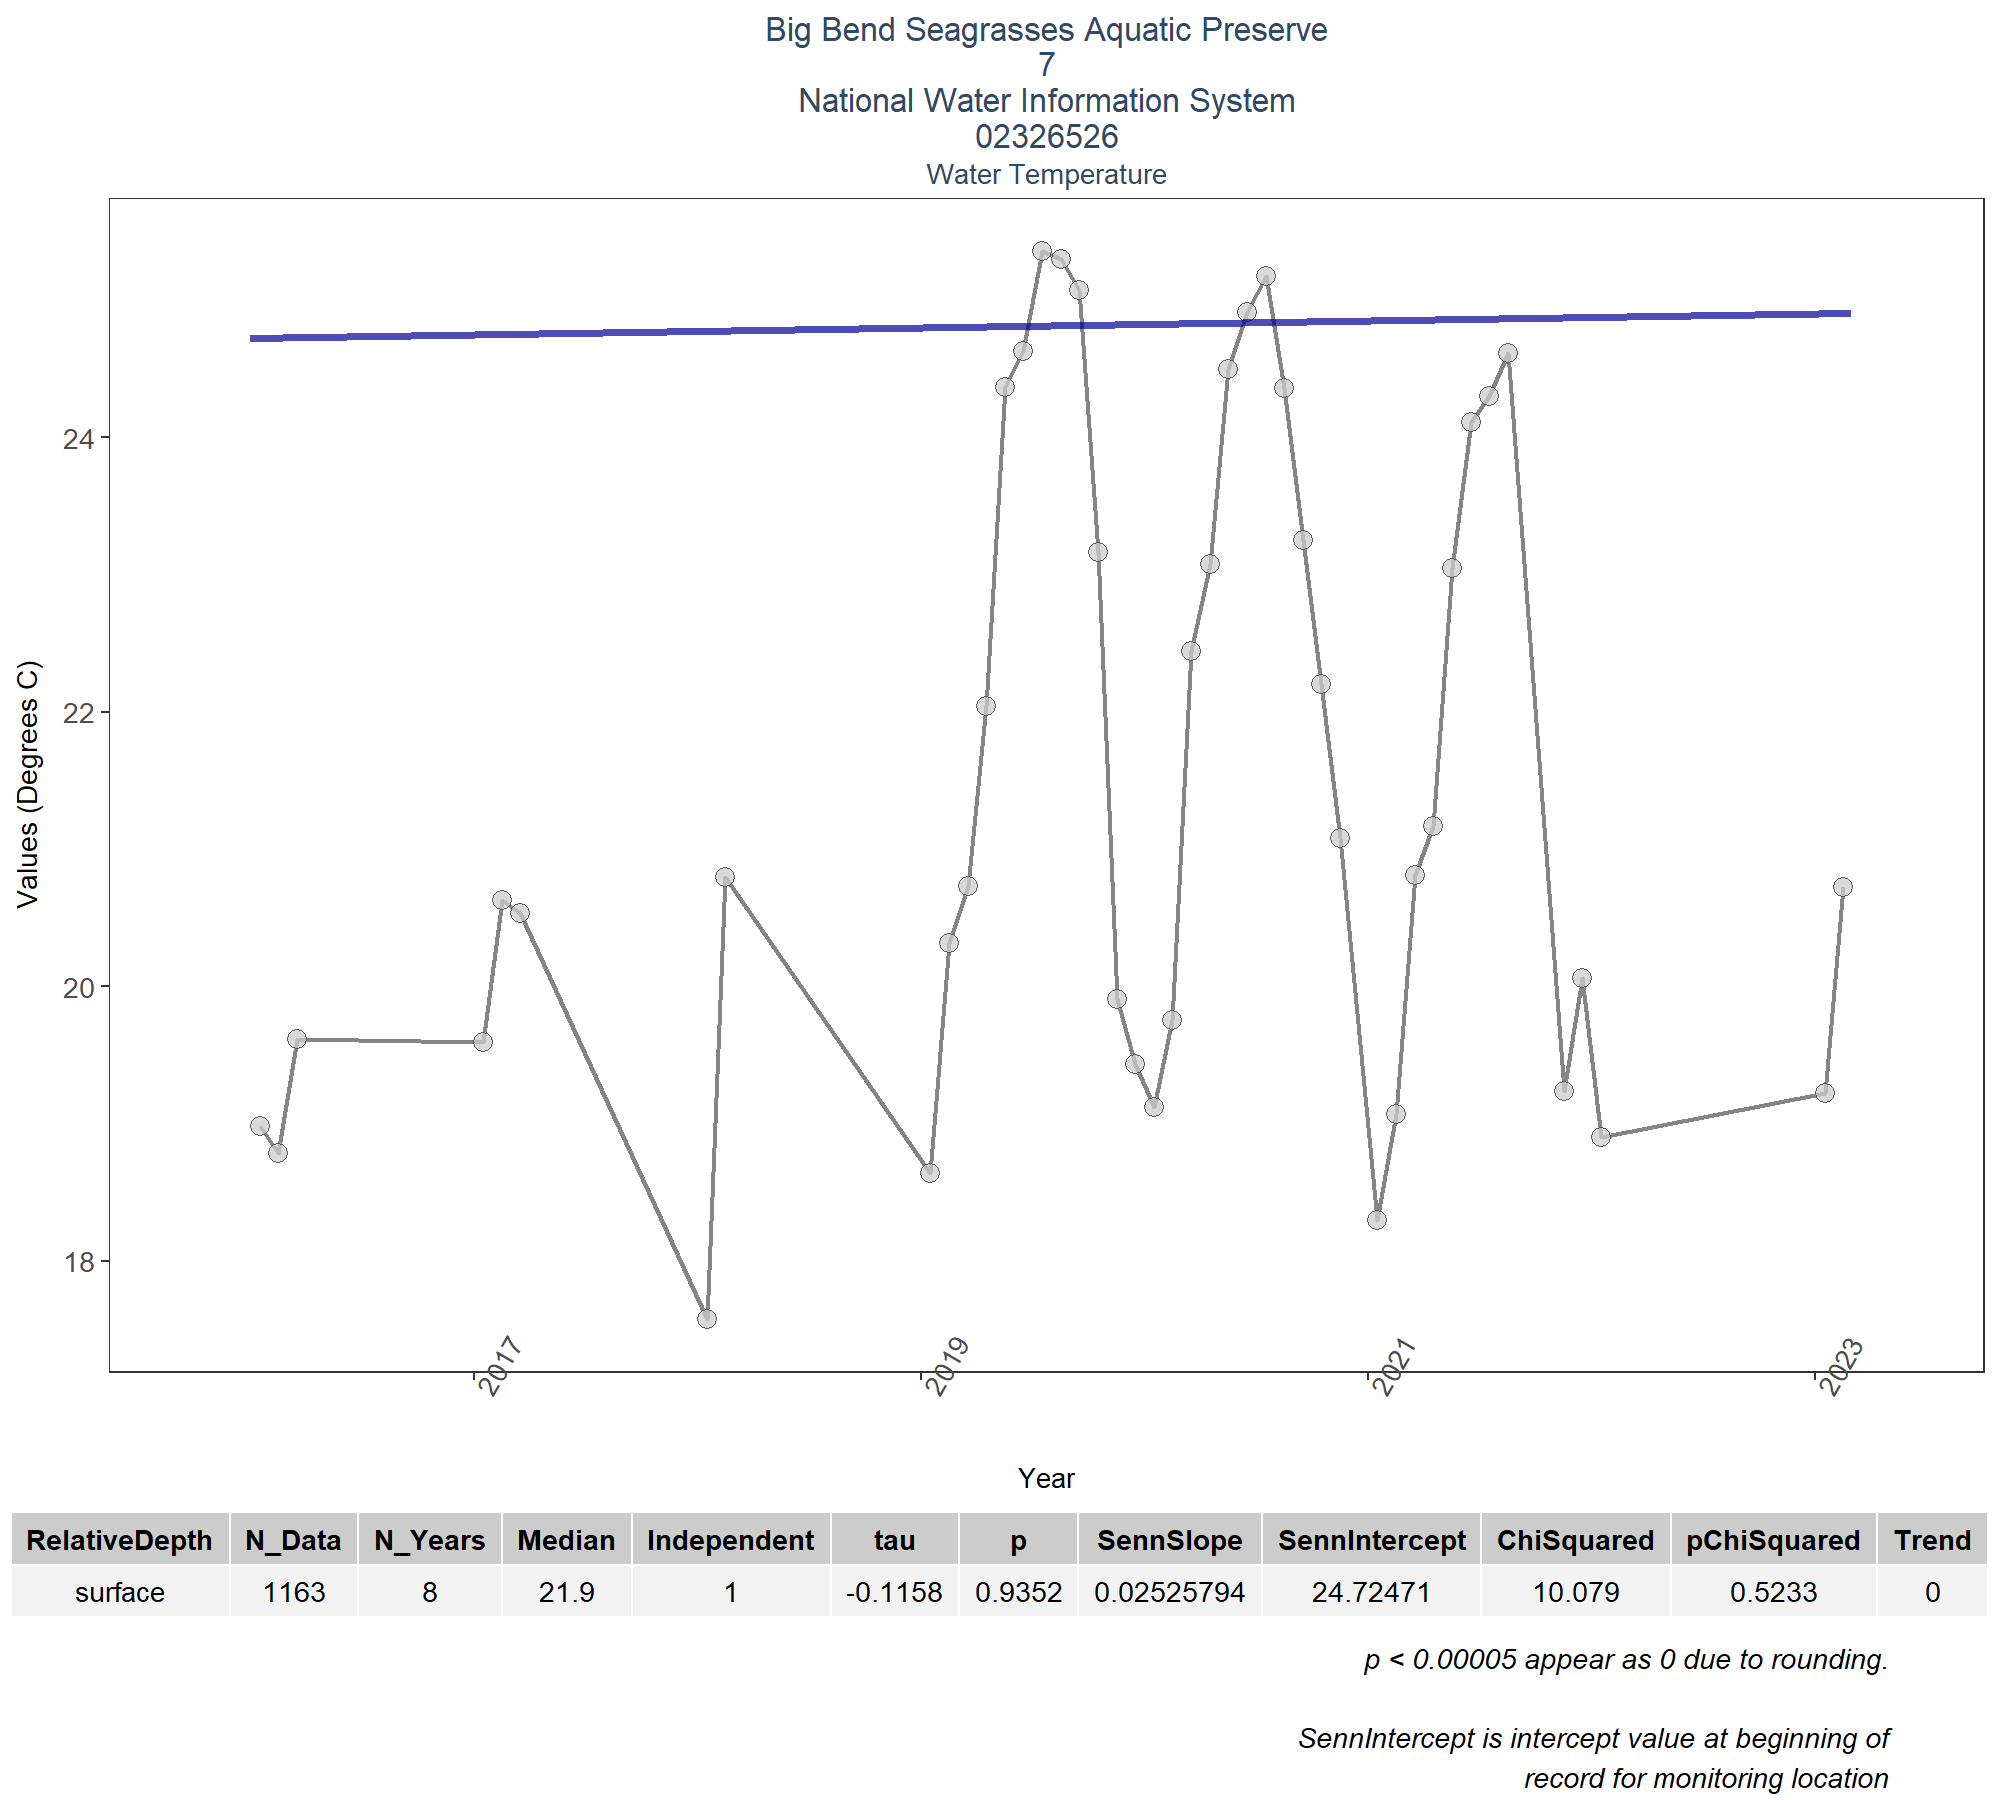 Big Bend Seagrasses Aquatic Preserve
7
National Water Information System
02326526
Water Temperature
Values (Degrees C)
24
22
20
18
2017
2019
2021
2023
Year
RelativeDepth N_Data N_Years Median Independent tau p SennSlope SennIntercept ChiSquared pChiSquared Trend
surface 1163 8 21.9 1 -0.1158 0.9352 0.02525794 24.72471 10.079 0.5233 0
p < 0.00005 appear as 0 due to rounding.
SennIntercept is intercept value at beginning of
record for monitoring location